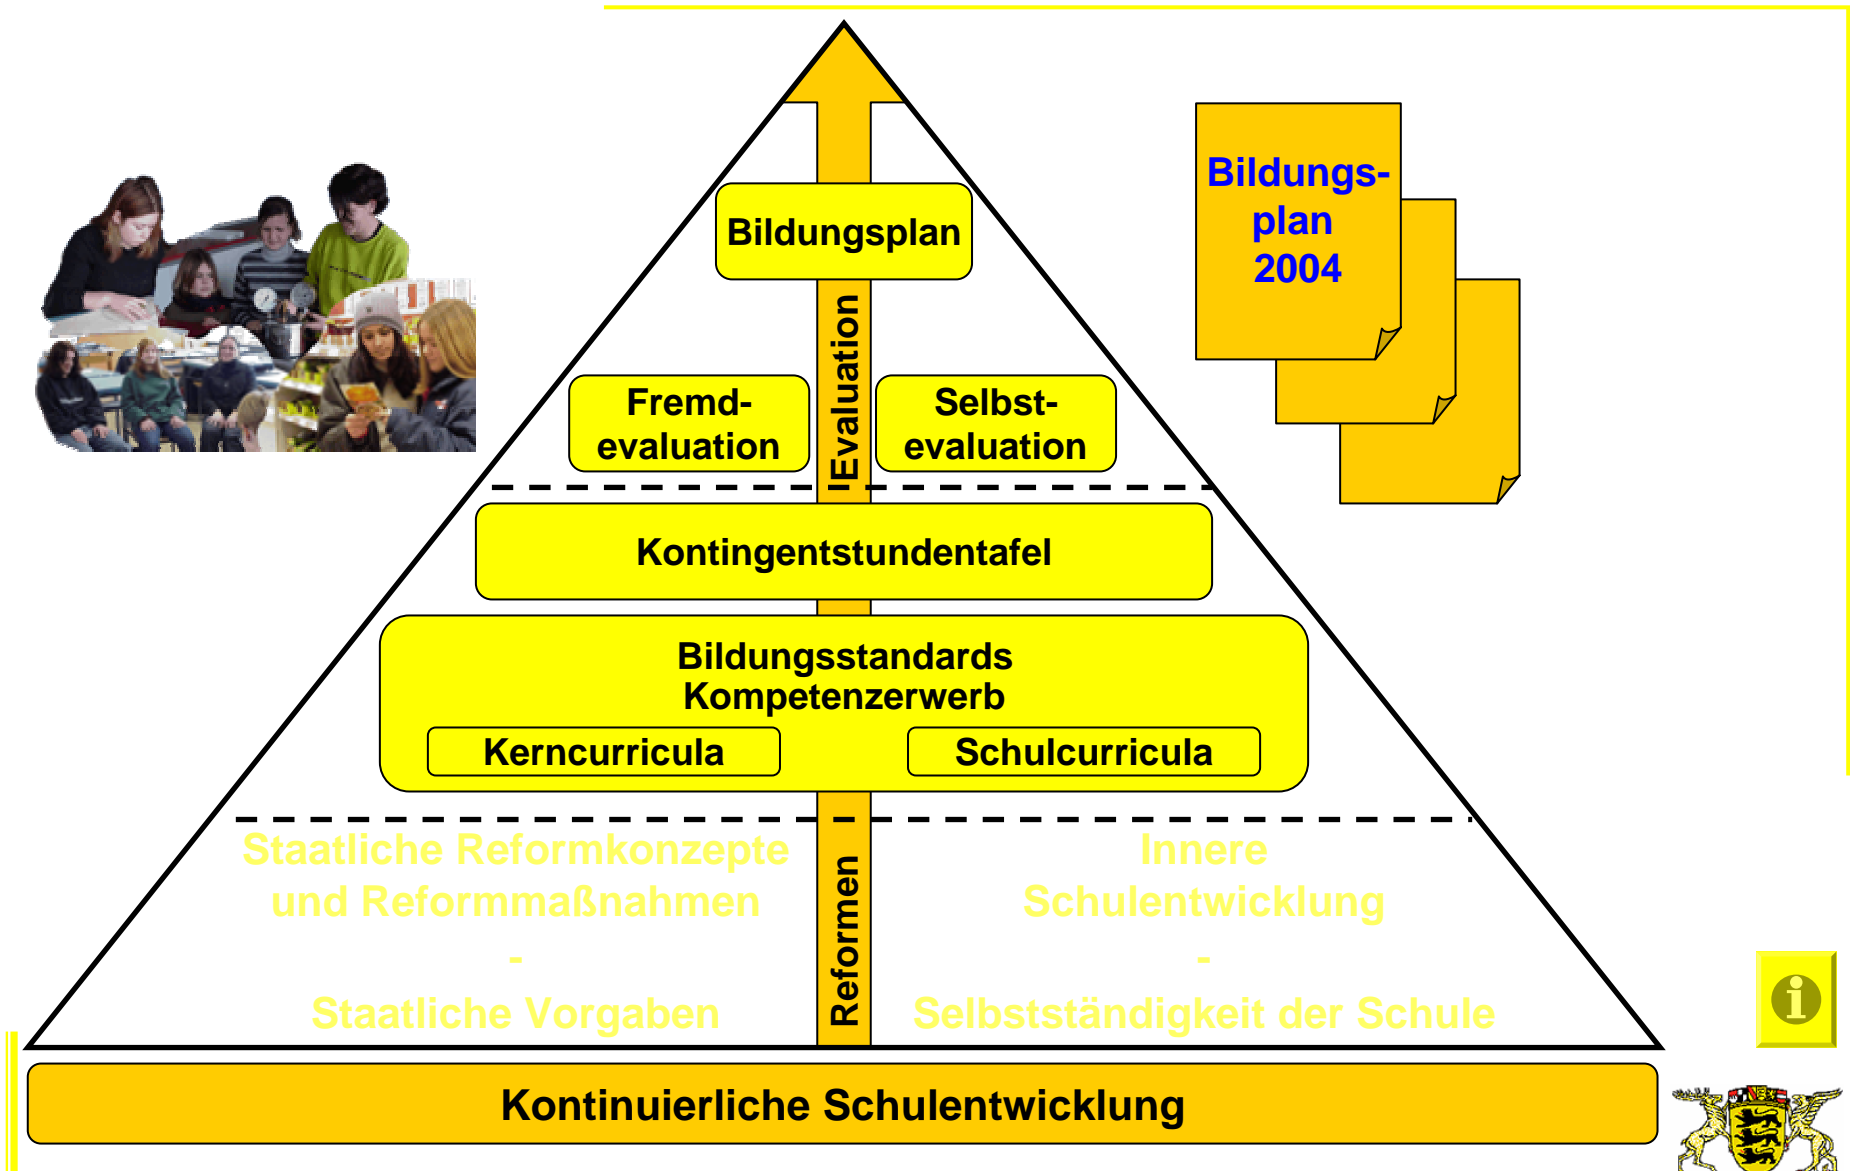 Bildungsplan
Bildungs-
plan
2004
Evaluation
Fremd-
evaluation
Selbst-
evaluation
Kontingentstundentafel
Bildungsstandards
Kompetenzerwerb
Kerncurricula
Schulcurricula
Staatliche Reformkonzepte
und Reformmaßnahmen
-
Staatliche Vorgaben
Reformen
Innere
Schulentwicklung
-
Selbstständigkeit der Schule
Kontinuierliche Schulentwicklung